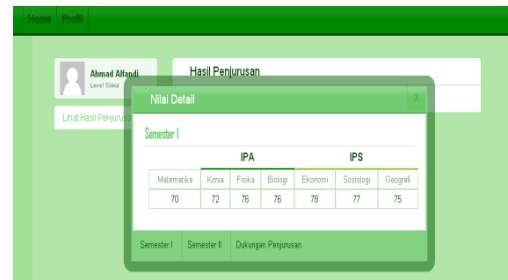 Home Profil
Ahmad Alfandi
Level Siswa
Hasil Penjurusan
Lihat Hasil Penjurusan
Nilai Detail X
Semester I
IPA IPS
Matematika Kimia Fisika Biologi Ekonomi Sosiologi Geografi
70 72 76 76 78 77 75
Semester I Semester II Dukungan Penjurusan